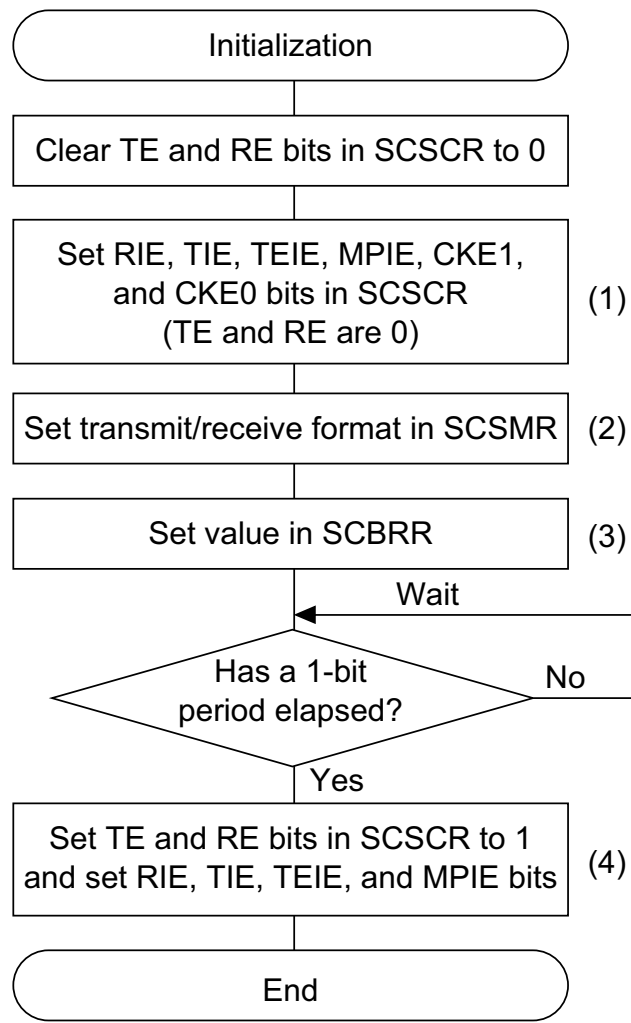 Initialization
Clear TE and RE bits in SCSCR to 0
Set RIE, TIE, TEIE, MPIE, CKE1,
and CKE0 bits in SCSCR
(TE and RE are 0)
(1)
Set transmit/receive format in SCSMR
(2)
Set value in SCBRR
(3)
Wait
Has a 1-bit
period elapsed?
No
Yes
Set TE and RE bits in SCSCR to 1
and set RIE, TIE, TEIE, and MPIE bits
(4)
End